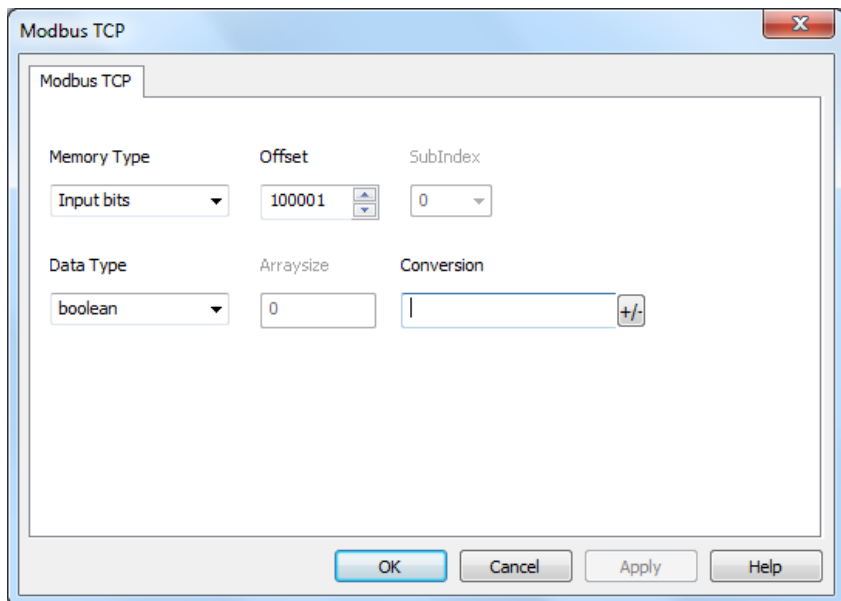 Modbus TCP
X
Modbus TCP
Memory Type Offset SubIndex
Input bits 100001 0
Data Type Arraysize Conversion
boolean 0 +/-
OK Cancel Apply Help